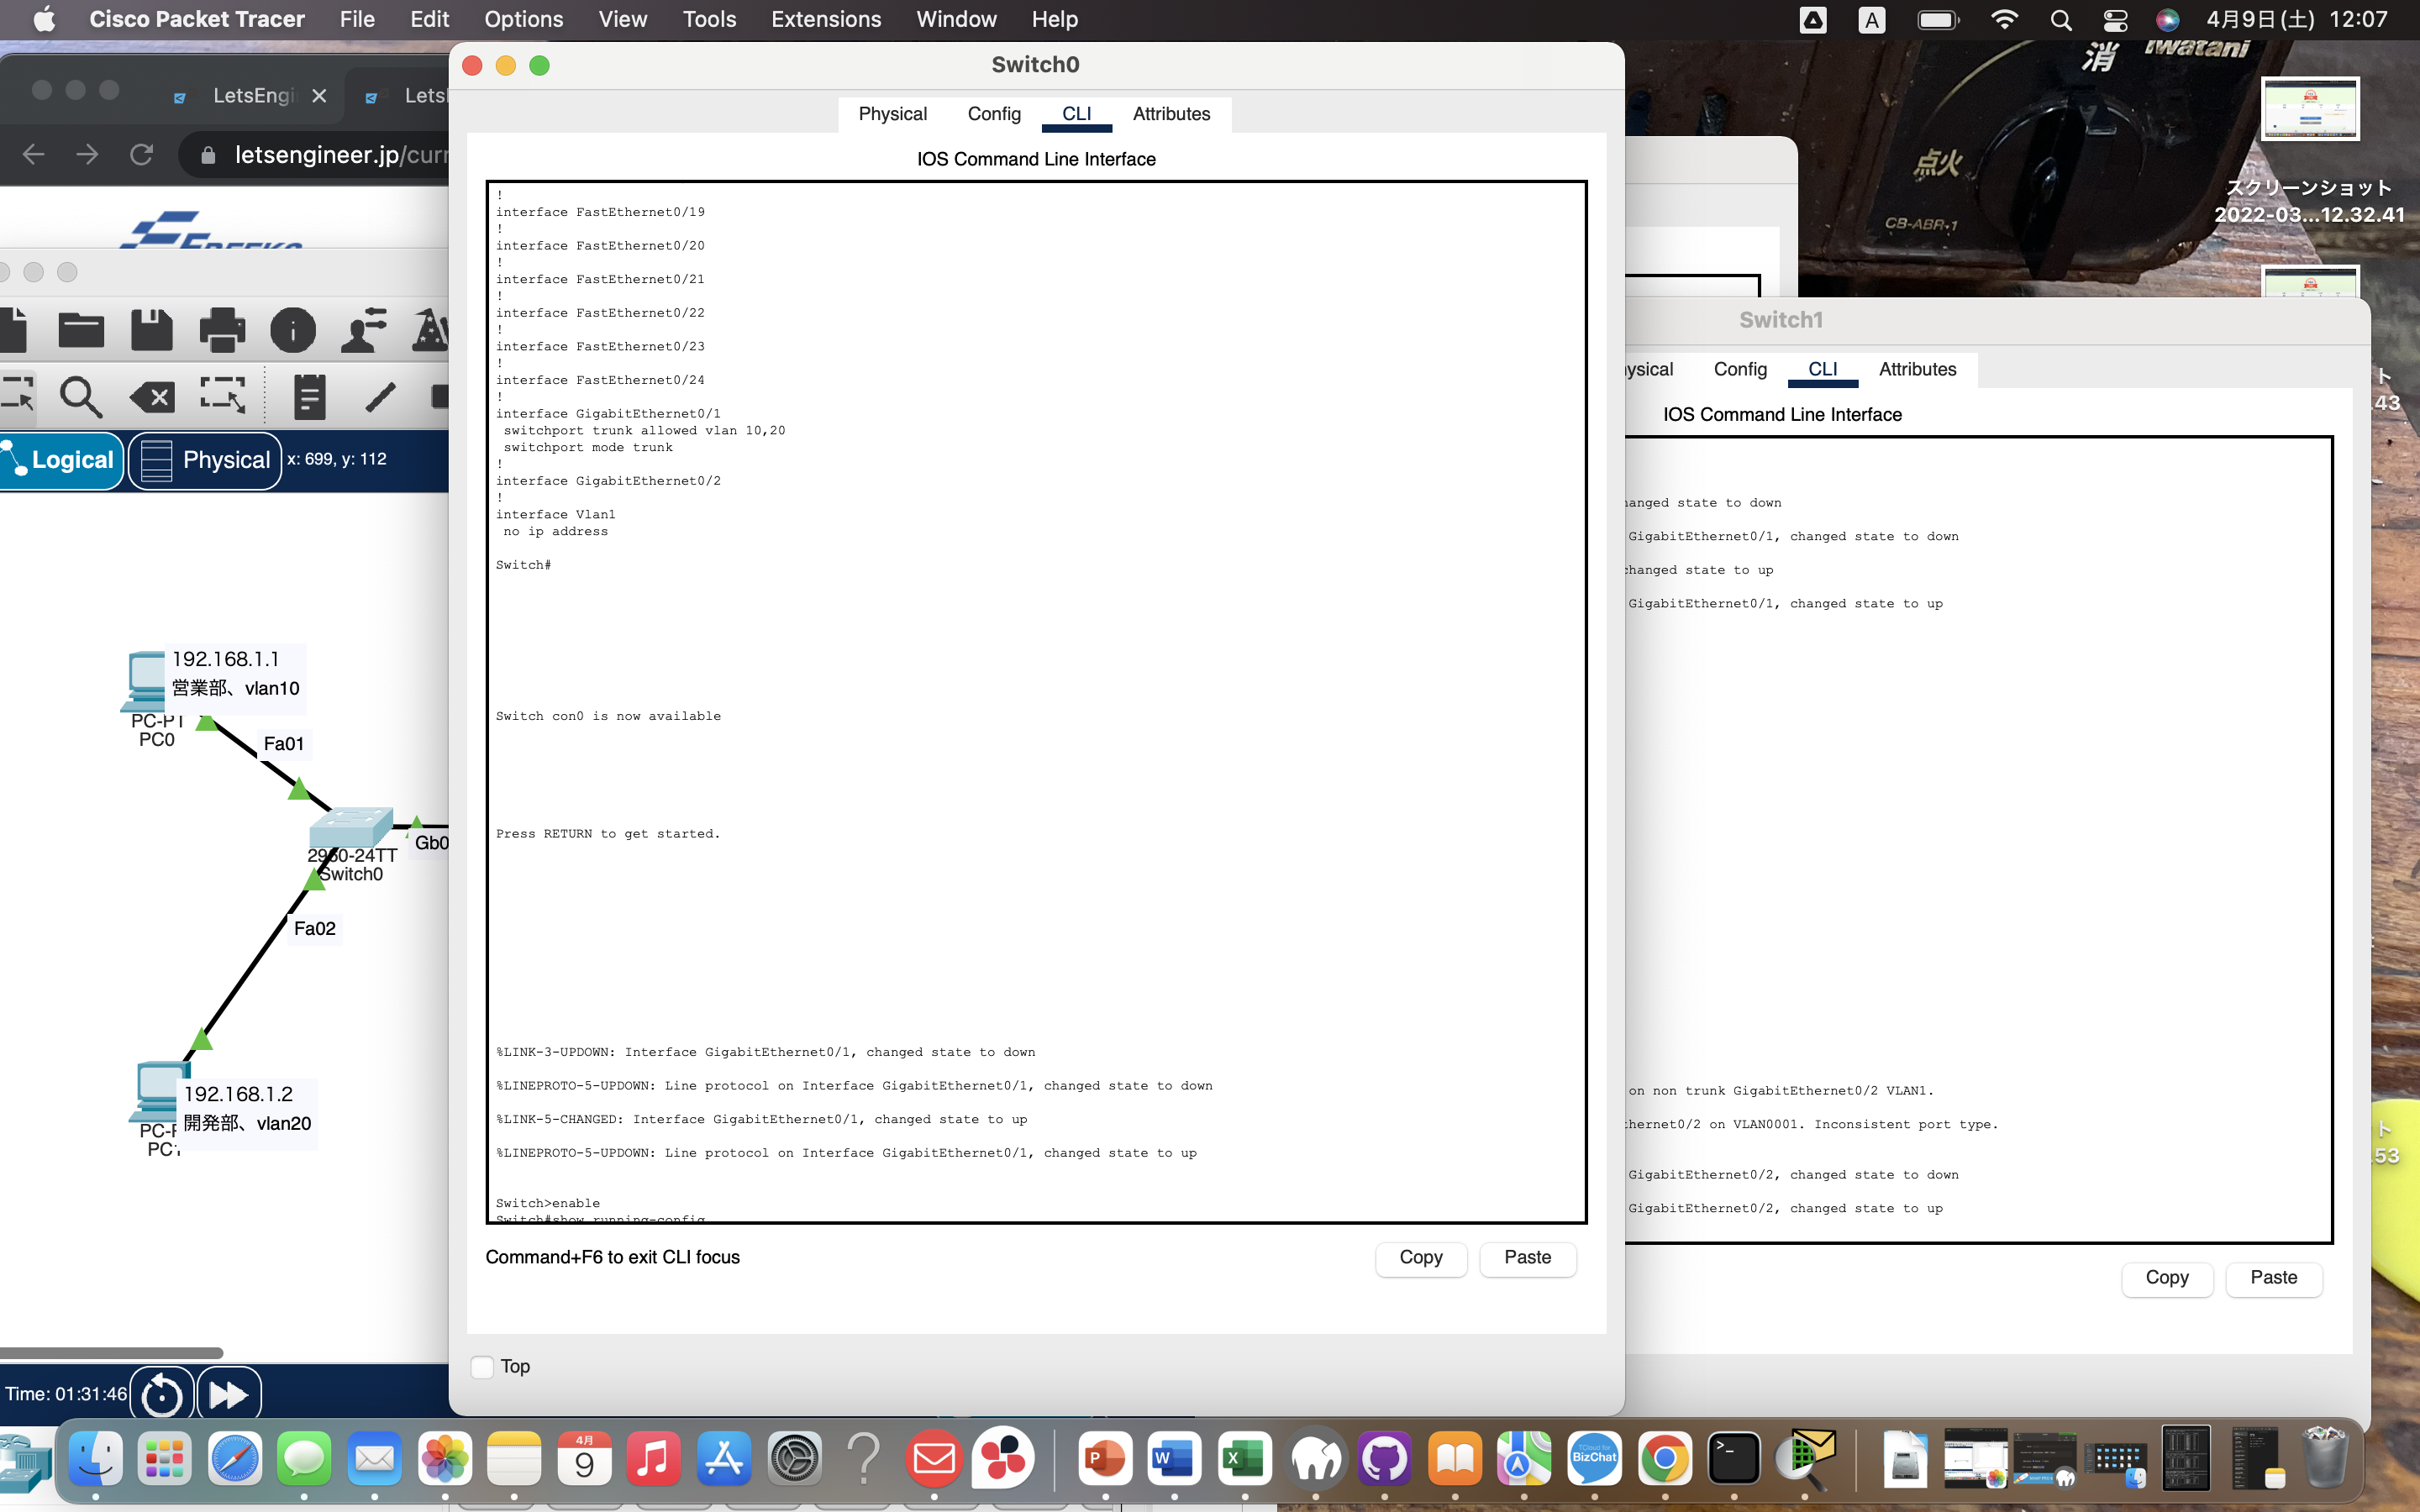 Cisco Packet Tracer File Edit Options View Tools Extensions Window Help
A
4月9日(土) 12:07
LetsEngi
Lets
letsengineer.jp/curr
Logical
Physical
x: 699, y: 112
192.168.1.1
営業部、vlan10
PC-PT
PC0
Fa01
Gb0
2960-24TT
Switch0
Fa02
192.168.1.2
開発部、vlan20
Time: 01:31:46
Switch0
Physical Config CLI Attributes
IOS Command Line Interface
!
interface FastEthernet0/19
!
interface FastEthernet0/20
!
interface FastEthernet0/21
!
interface FastEthernet0/22
!
interface FastEthernet0/23
!
interface FastEthernet0/24
!
interface GigabitEthernet0/1
switchport trunk allowed vlan 10,20
switchport mode trunk
!
interface GigabitEthernet0/2
!
interface Vlan1
no ip address
Switch#
Switch con0 is now available
Press RETURN to get started.
%LINK-3-UPDOWN: Interface GigabitEthernet0/1, changed state to down
%LINEPROTO-5-UPDOWN: Line protocol on Interface GigabitEthernet0/1, changed state to down
%LINK-5-CHANGED: Interface GigabitEthernet0/1, changed state to up
%LINEPROTO-5-UPDOWN: Line protocol on Interface GigabitEthernet0/1, changed state to up
Switch>enable
Switch#show running-config
Command+F6 to exit CLI focus
Copy
Paste
Top
Switch1
ysical Config CLI Attributes
IOS Command Line Interface
hanged state to down
GigabitEthernet0/1, changed state to down
changed state to up
GigabitEthernet0/1, changed state to up
on non trunk GigabitEthernet0/2 VLAN1.
hernet0/2 on VLAN0001. Inconsistent port type.
GigabitEthernet0/2, changed state to down
GigabitEthernet0/2, changed state to up
Copy
Paste
消
Iwatani
点火
CB-ABR-1
スクリーンショット
2022-03...12.32.41
ト
.43
ト
.53
4月
9
BizChat